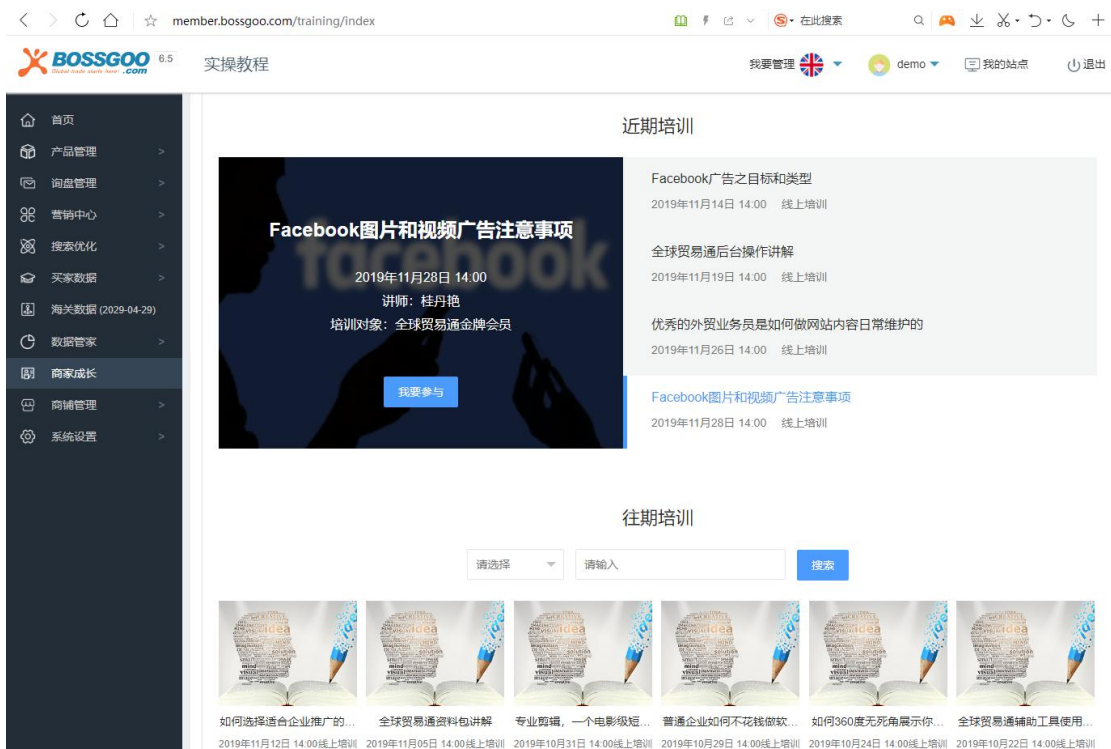 member.bossgoo.com/training/index
在此搜索
BOSSGOO
.com
6.5
实操教程
我要管理
demo
我的站点
退出
首页
产品管理
询盘管理
营销中心
搜索优化
买家数据
海关数据 (2029-04-29)
数据管家
商家成长
商铺管理
系统设置
近期培训
facebook
Facebook图片和视频广告注意事项
2019年11月28日 14:00
讲师：桂丹艳
培训对象：全球贸易通金牌会员
我要参与
Facebook广告之目标和类型
2019年11月14日 14:00 线上培训
全球贸易通后台操作讲解
2019年11月19日 14:00 线上培训
优秀的外贸业务员是如何做网站内容日常维护的
2019年11月26日 14:00 线上培训
Facebook图片和视频广告注意事项
2019年11月28日 14:00 线上培训
往期培训
请选择
请输入
搜索
如何选择适合企业推广的...
2019年11月12日 14:00线上培训
全球贸易通资料包讲解
2019年11月05日 14:00线上培训
专业剪辑，一个电影级短...
2019年10月31日 14:00线上培训
普通企业如何不花钱做软...
2019年10月29日 14:00线上培训
如何360度无死角展示你...
2019年10月24日 14:00线上培训
全球贸易通辅助工具使用...
2019年10月22日 14:00线上培训